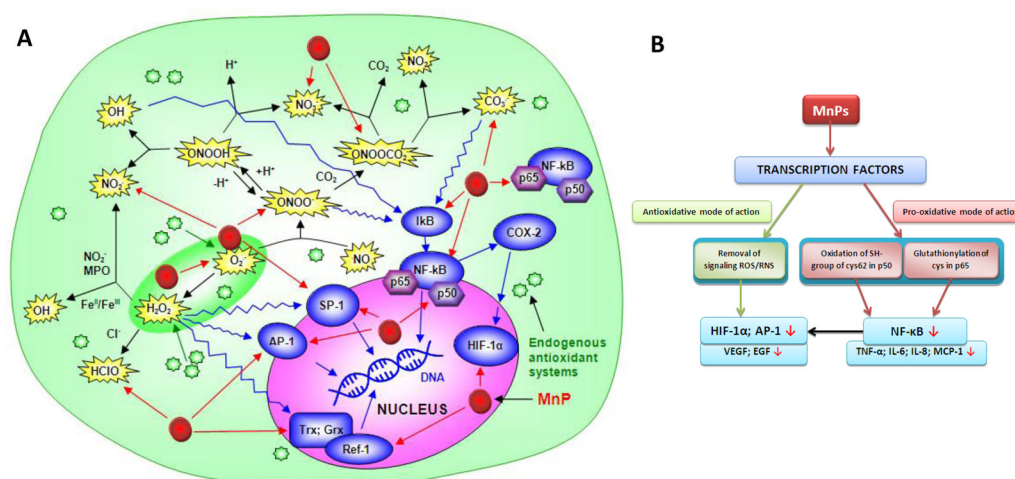 A
H⁺
CO₂
NO₂
OH
NO₂⁻
CO₃⁻
ONOOH
ONOOCO₂⁻
NF-kB
p65
p50
+H⁺
-H⁺
CO₂
NO₂
ONOO⁻
IkB
COX-2
NO₂⁻
MPO
O₂⁻
NO
NF-kB
p65
p50
Fe^II/Fe^III
H₂O₂
OH
SP-1
Cl⁻
AP-1
HIF-1α
Endogenous
antioxidant
systems
HClO
DNA
NUCLEUS
MnP
Trx; Grx
Ref-1
B
MnPs
TRANSCRIPTION FACTORS
Antioxidative mode of action
Pro-oxidative mode of action
Removal of
signaling ROS/RNS
Oxidation of SH-
group of cys62 in p50
Glutathionylation of
cys in p65
HIF-1α; AP-1 ↓
VEGF; EGF ↓
NF-κB ↓
TNF-α; IL-6; IL-8; MCP-1 ↓